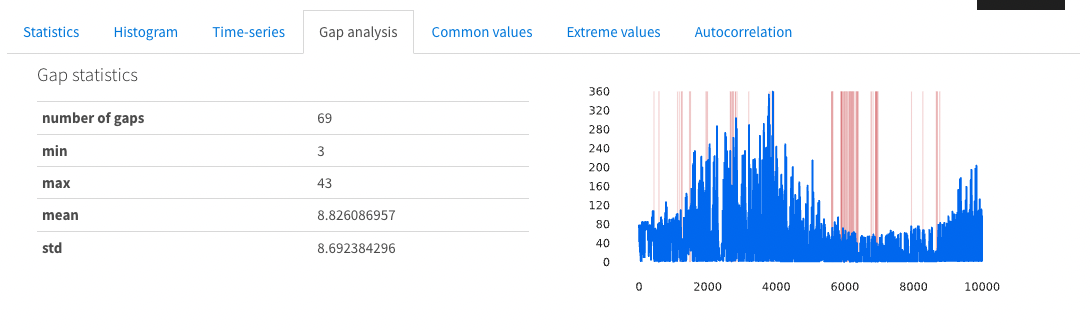 Statistics Histogram Time-series Gap analysis Common values Extreme values Autocorrelation
Gap statistics
number of gaps 69
min 3
max 43
mean 8.826086957
std 8.692384296
360
320
280
240
200
160
120
80
40
0
0 2000 4000 6000 8000 10000